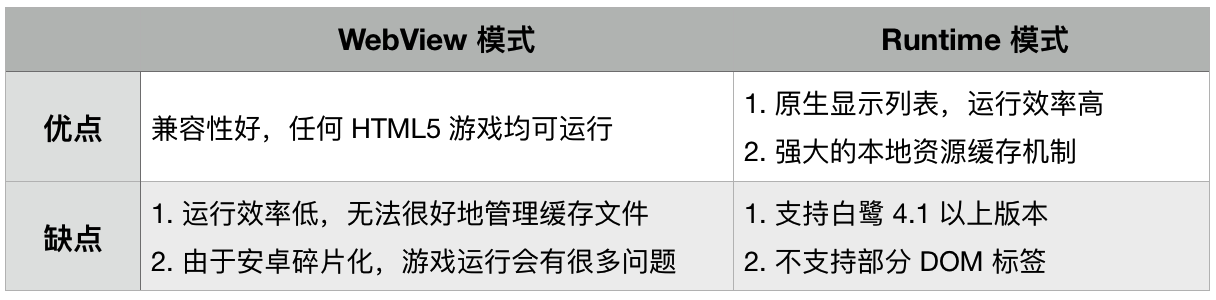 WebView 模式 Runtime 模式
优点
兼容性好，任何 HTML5 游戏均可运行
1. 原生显示列表，运行效率高
2. 强大的本地资源缓存机制
缺点
1. 运行效率低，无法很好地管理缓存文件
2. 由于安卓碎片化，游戏运行会有很多问题
1. 支持白鹭 4.1 以上版本
2. 不支持部分 DOM 标签